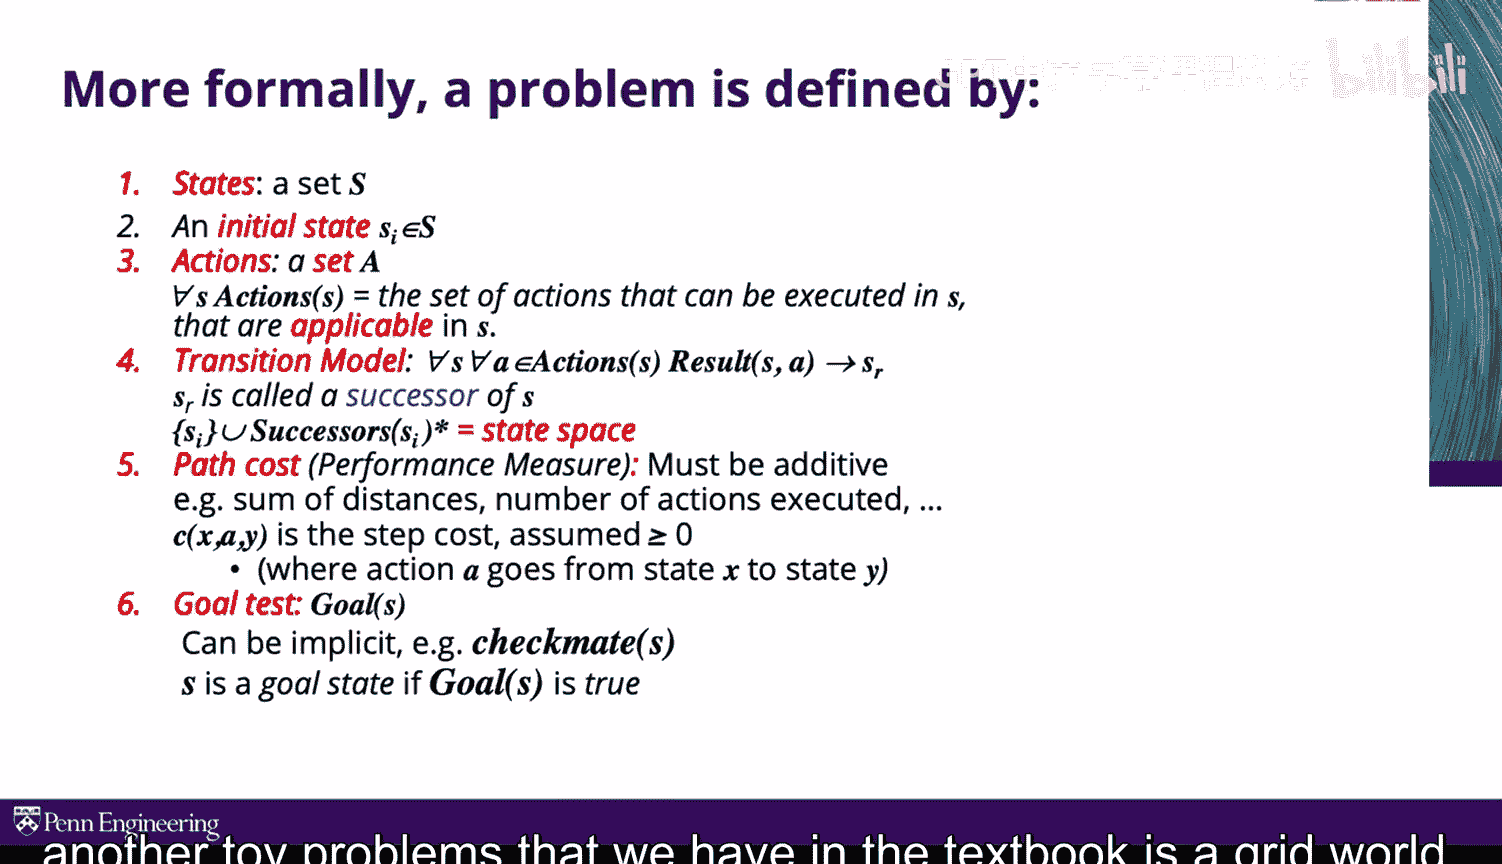 More formally, a problem is defined by:
bilibili
1. States: a set S
2. An initial state sᵢ∈S
3. Actions: a set A
∀s Actions(s) = the set of actions that can be executed in s,
that are applicable in s.
4. Transition Model: ∀s ∀a∈Actions(s) Result(s, a) → sᵣ
sᵣ is called a successor of s
{sᵢ}∪Successors(sᵢ)* = state space
5. Path cost (Performance Measure): Must be additive
e.g. sum of distances, number of actions executed, ...
c(x,a,y) is the step cost, assumed ≥ 0
• (where action a goes from state x to state y)
6. Goal test: Goal(s)
Can be implicit, e.g. checkmate(s)
s is a goal state if Goal(s) is true
Penn Engineering
another toy problems that we have in the textbook is a grid world